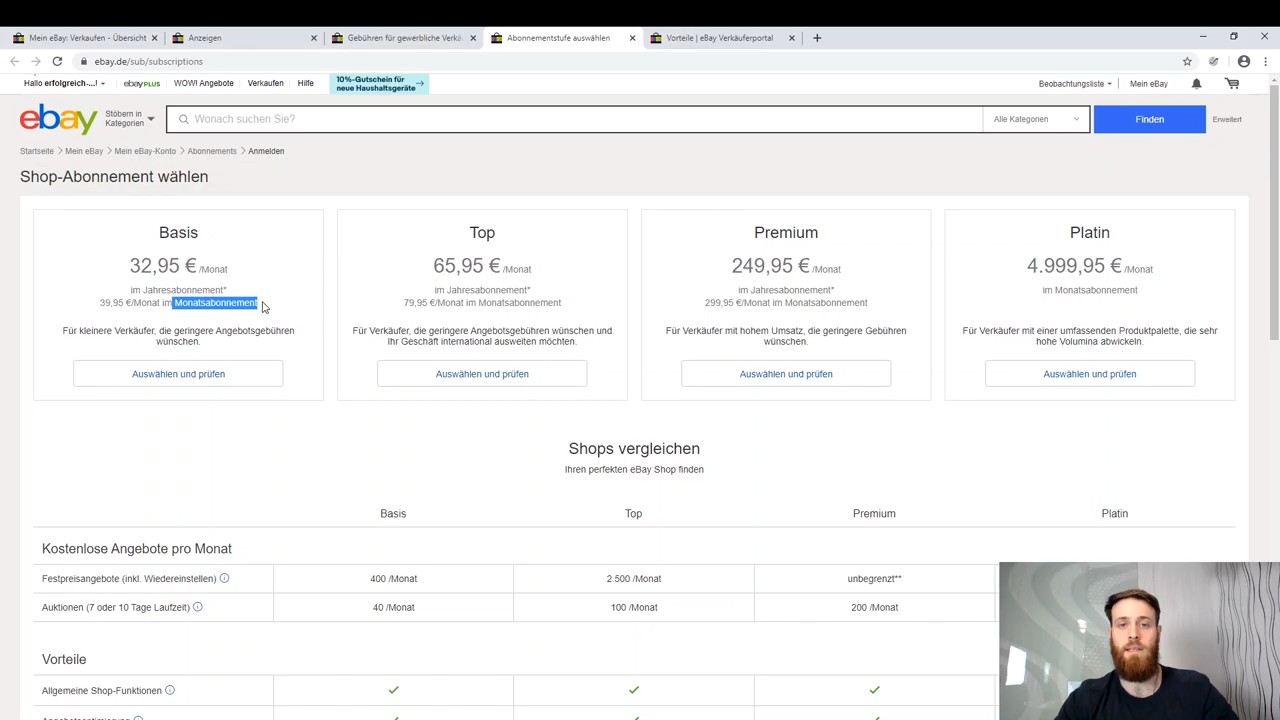 Mein eBay: Verkaufen - Übersicht
Anzeigen
Gebühren für gewerbliche Verkä
Abonnementstufe auswählen
Vorteile | eBay Verkäuferportal
ebay.de/sub/subscriptions
Hallo erfolgreich-...!
ebay PLUS
WOW! Angebote
Verkaufen
Hilfe
10%-Gutschein für
neue Haushaltsgeräte
Beobachtungsliste
Mein eBay
ebay
Stöbern in
Kategorien
Wonach suchen Sie?
Alle Kategorien
Finden
Erweitert
Startseite > Mein eBay > Mein eBay-Konto > Abonnements > Anmelden
Shop-Abonnement wählen
Basis
32,95 € /Monat
im Jahresabonnement*
39,95 €/Monat im Monatsabonnement
Für kleinere Verkäufer, die geringere Angebotsgebühren
wünschen.
Auswählen und prüfen
Top
65,95 € /Monat
im Jahresabonnement*
79,95 €/Monat im Monatsabonnement
Für Verkäufer, die geringere Angebotsgebühren wünschen und
Ihr Geschäft international ausweiten möchten.
Auswählen und prüfen
Premium
249,95 € /Monat
im Jahresabonnement*
299,95 €/Monat im Monatsabonnement
Für Verkäufer mit hohem Umsatz, die geringere Gebühren
wünschen.
Auswählen und prüfen
Platin
4.999,95 € /Monat
im Monatsabonnement
Für Verkäufer mit einer umfassenden Produktpalette, die sehr
hohe Volumina abwickeln.
Auswählen und prüfen
Shops vergleichen
Ihren perfekten eBay Shop finden
Basis Top Premium Platin
Kostenlose Angebote pro Monat
Festpreisangebote (inkl. Wiedereinstellen) 400 /Monat 2.500 /Monat unbegrenzt**
Auktionen (7 oder 10 Tage Laufzeit) 40 /Monat 100 /Monat 200 /Monat
Vorteile
Allgemeine Shop-Funktionen